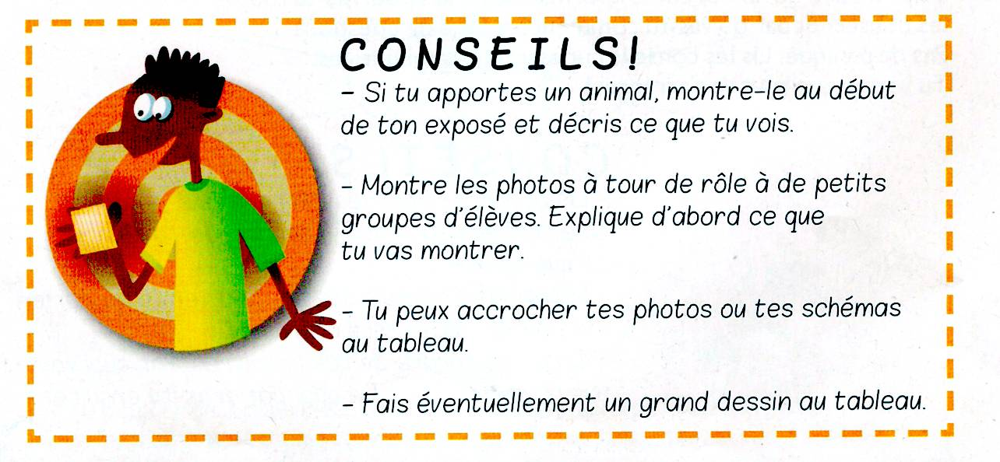 CONSEILS!
- Si tu apportes un animal, montre-le au début
de ton exposé et décris ce que tu vois.
- Montre les photos à tour de rôle à de petits
groupes d'élèves. Explique d'abord ce que
tu vas montrer.
- Tu peux accrocher tes photos ou tes schémas
au tableau.
- Fais éventuellement un grand dessin au tableau.